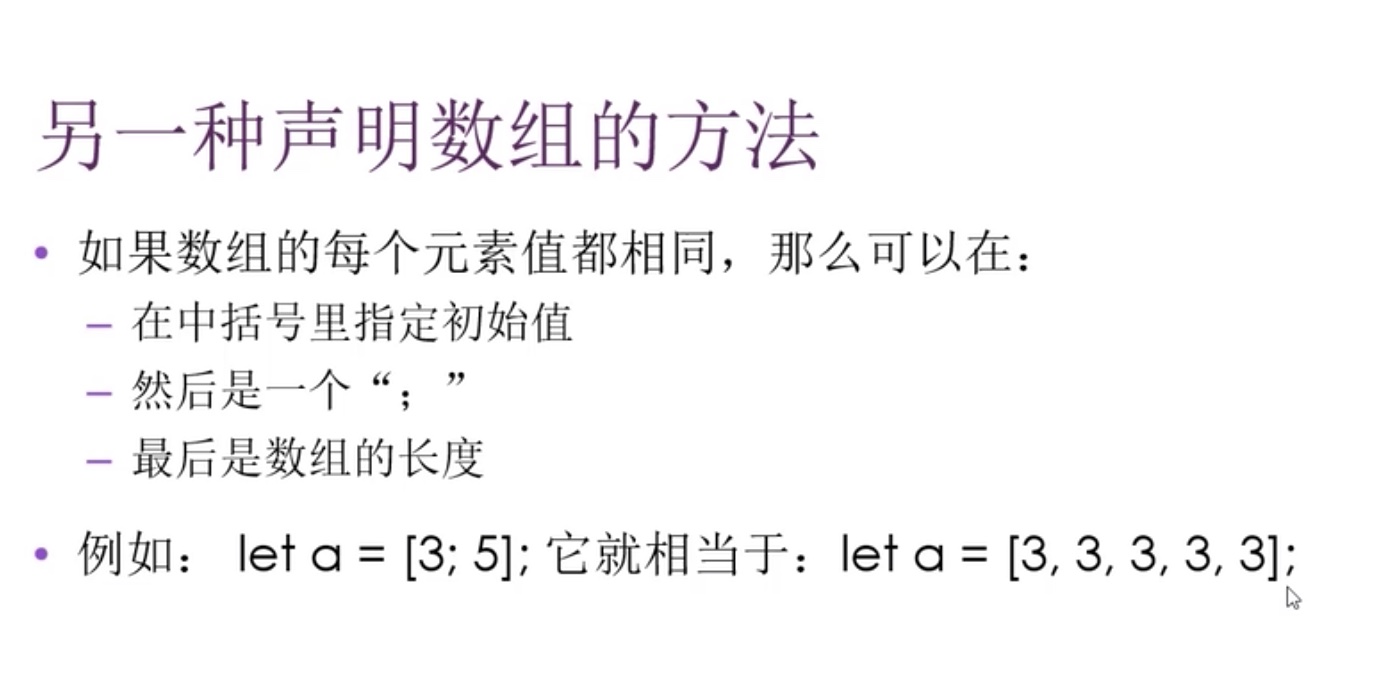 另一种声明数组的方法
• 如果数组的每个元素值都相同，那么可以在：
– 在中括号里指定初始值
– 然后是一个“；”
– 最后是数组的长度
• 例如： let a = [3; 5]; 它就相当于：let a = [3, 3, 3, 3, 3];